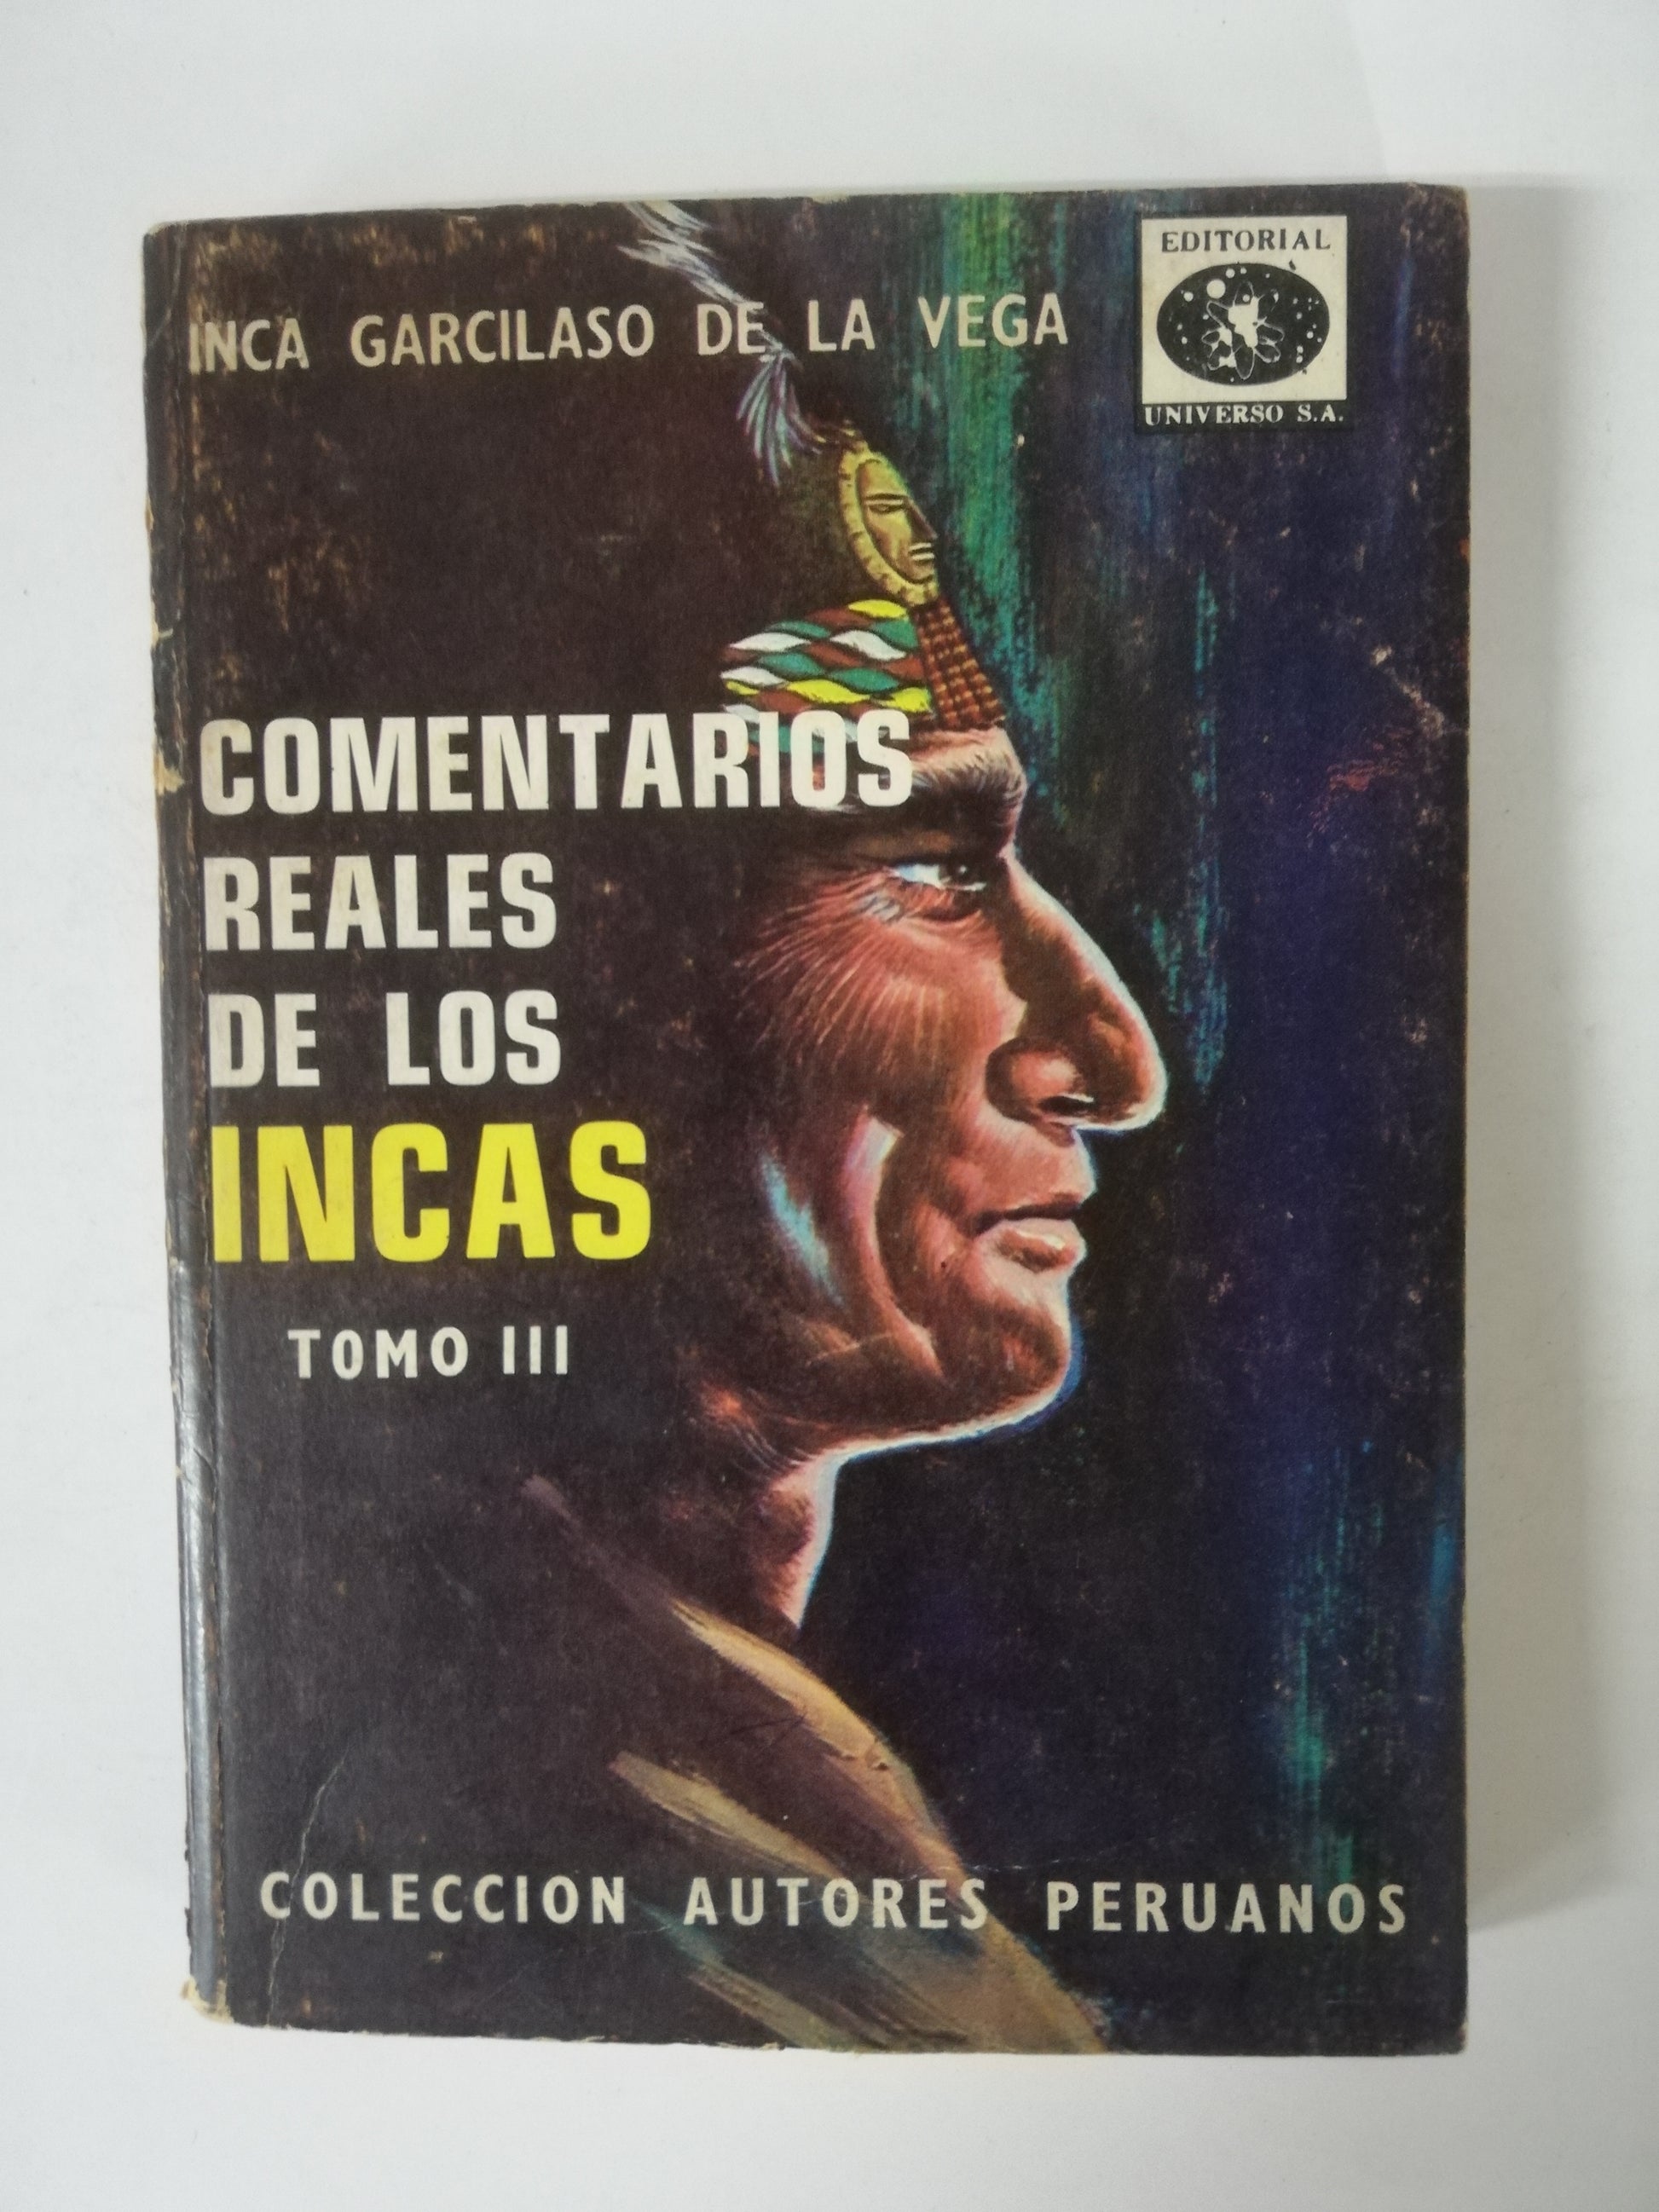 INCA GARCILASO DE LA VEGA
EDITORIAL
UNIVERSO S.A.
COMENTARIOS
REALES
DE LOS
INCAS
TOMO III
COLECCION AUTORES PERUANOS